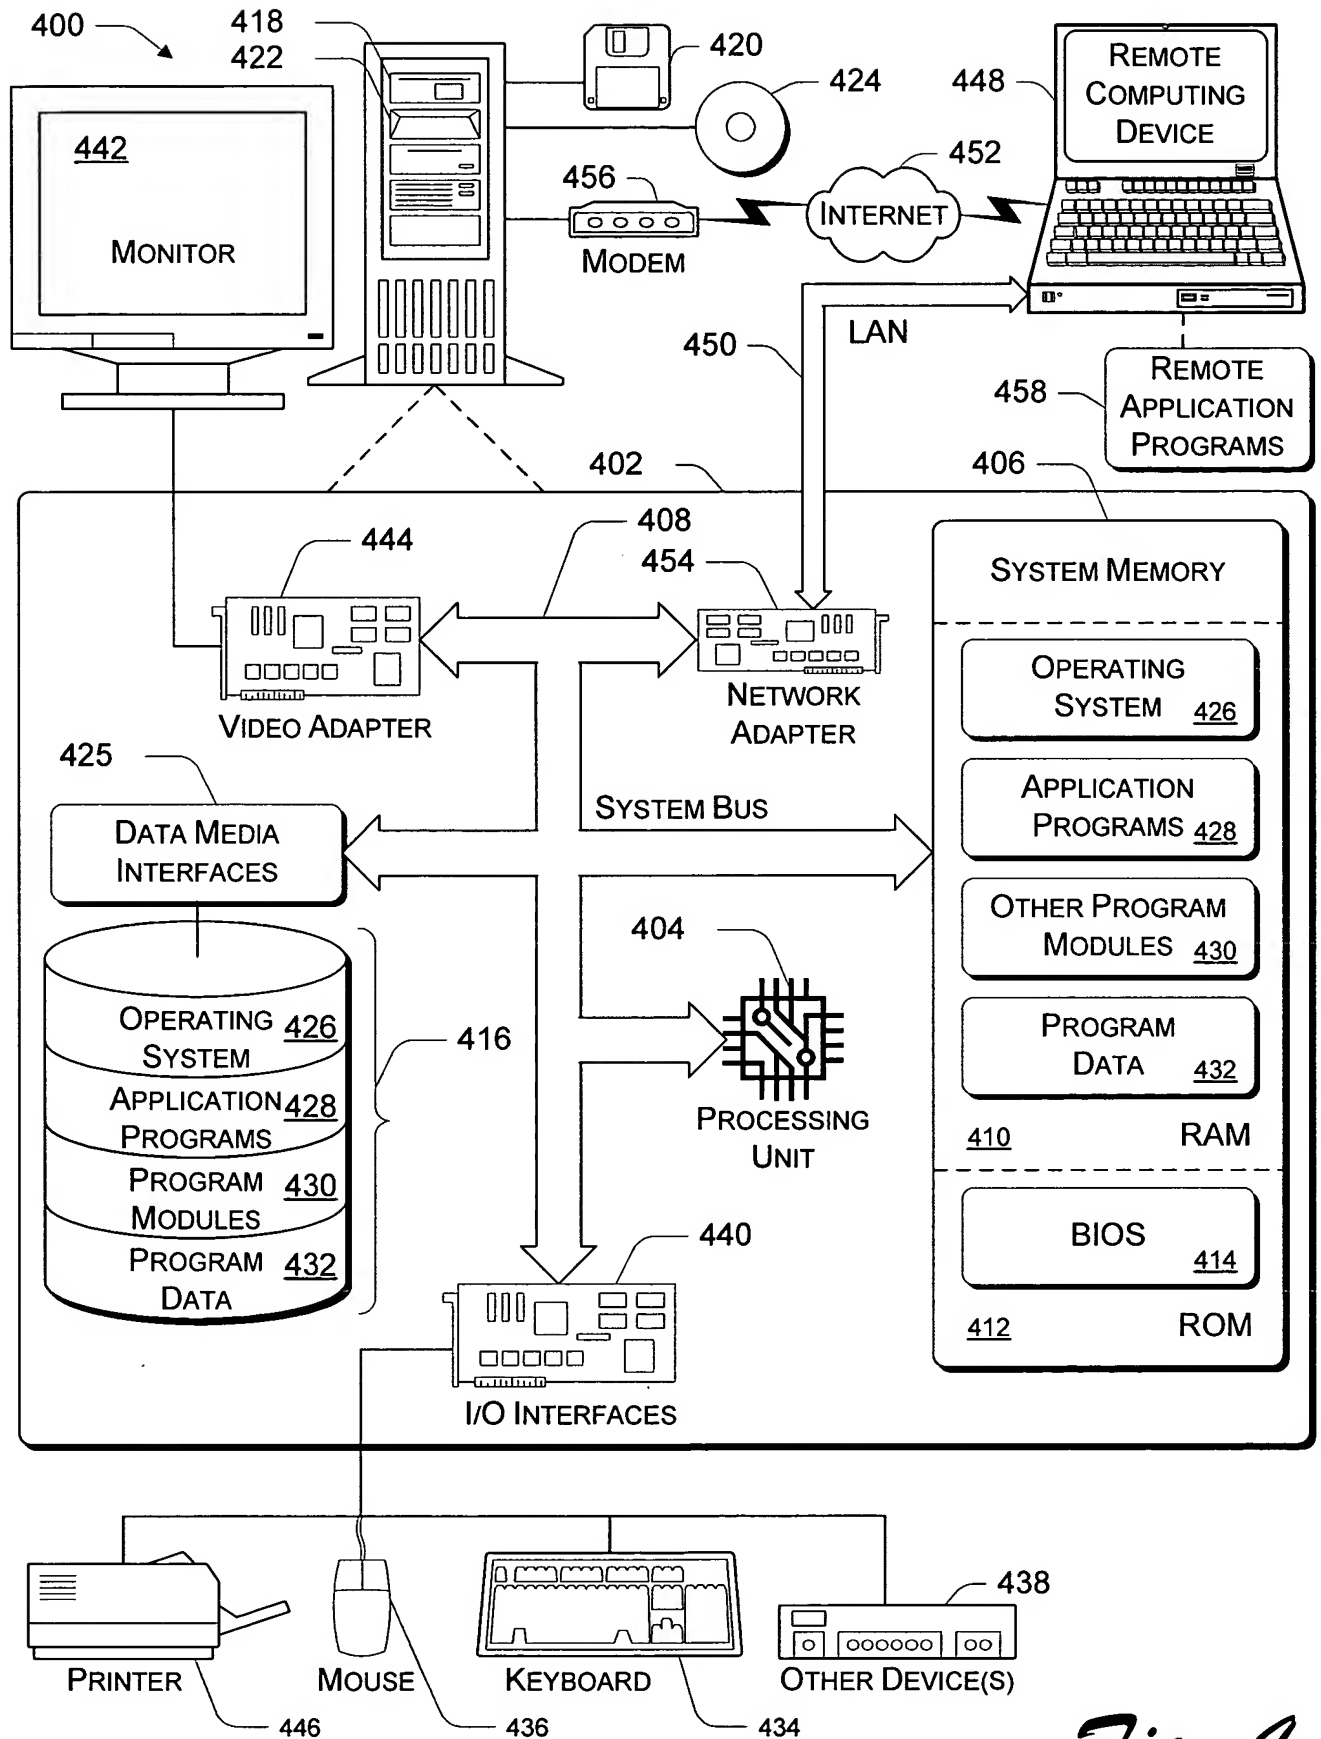 400
418
422
420
424
448
REMOTE
COMPUTING
DEVICE
442
MONITOR
456
MODEM
452
INTERNET
LAN
450
458
REMOTE
APPLICATION
PROGRAMS
402
406
444
408
454
VIDEO ADAPTER
NETWORK
ADAPTER
SYSTEM MEMORY
OPERATING
SYSTEM 426
APPLICATION
PROGRAMS 428
OTHER PROGRAM
MODULES 430
PROGRAM
DATA 432
410 RAM
BIOS
414
412 ROM
425
DATA MEDIA
INTERFACES
SYSTEM BUS
404
PROCESSING
UNIT
OPERATING
SYSTEM 426
APPLICATION
PROGRAMS 428
PROGRAM
MODULES 430
PROGRAM
DATA 432
416
440
I/O INTERFACES
438
PRINTER
MOUSE
KEYBOARD
OTHER DEVICE(S)
446
436
434